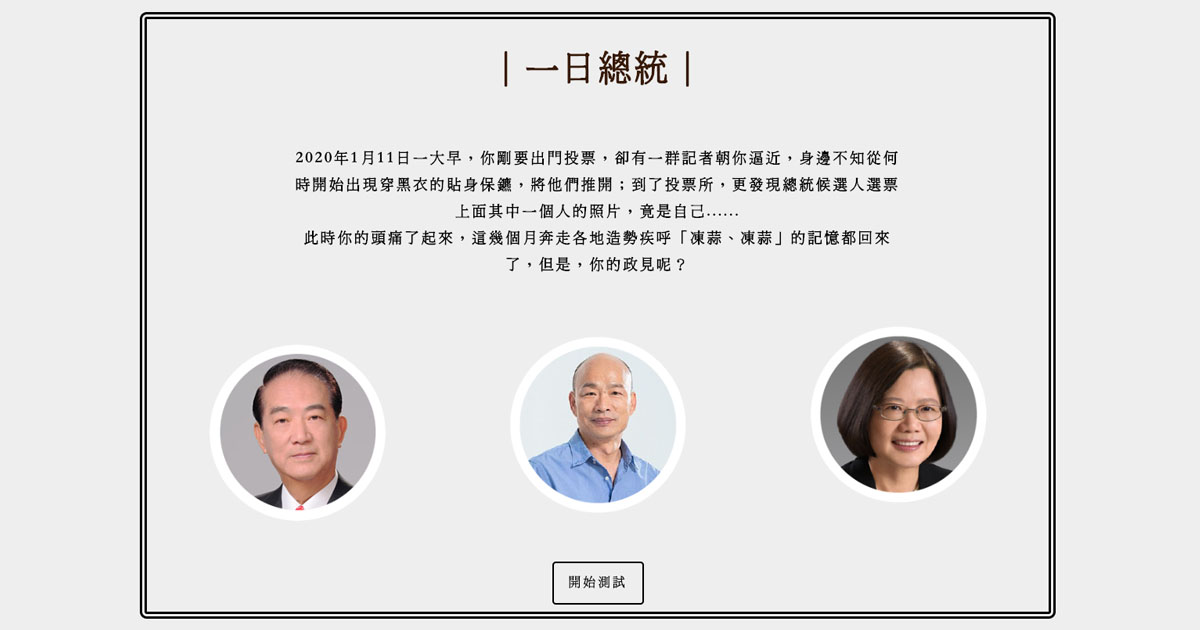 ｜一日總統｜
2020年1月11日一大早，你剛要出門投票，卻有一群記者朝你逼近，身邊不知從何
時開始出現穿黑衣的貼身保鑣，將他們推開；到了投票所，更發現總統候選人選票
上面其中一個人的照片，竟是自己……
此時你的頭痛了起來，這幾個月奔走各地造勢疾呼「凍蒜、凍蒜」的記憶都回來
了，但是，你的政見呢？
開始測試